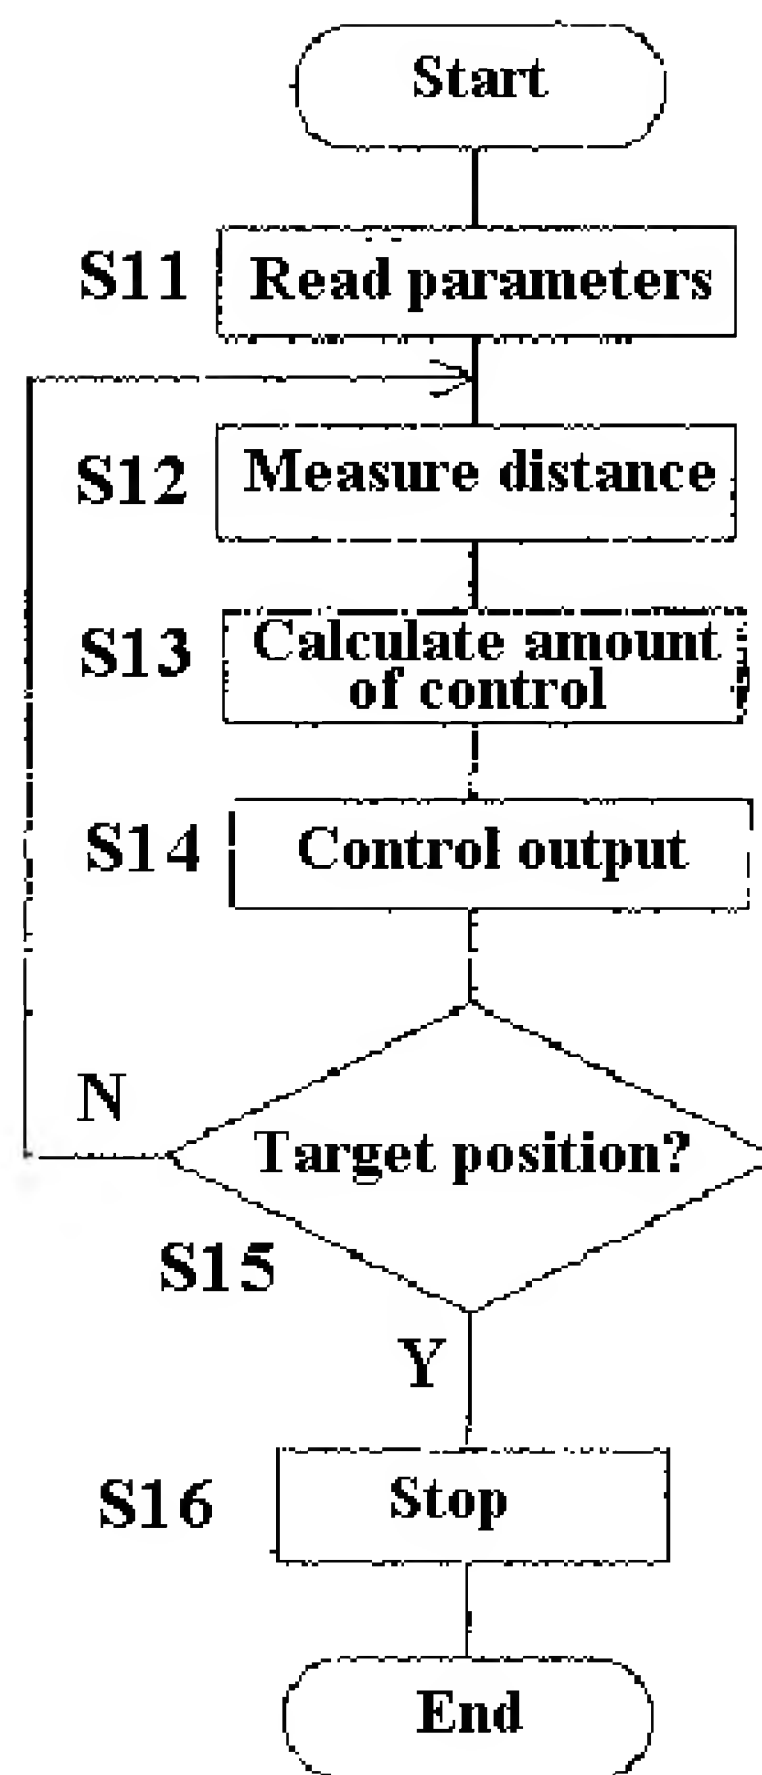 Start
S11
Read parameters
S12
Measure distance
S13
Calculate amount
of control
S14
Control output
N
Target position?
S15
Y
S16
Stop
End